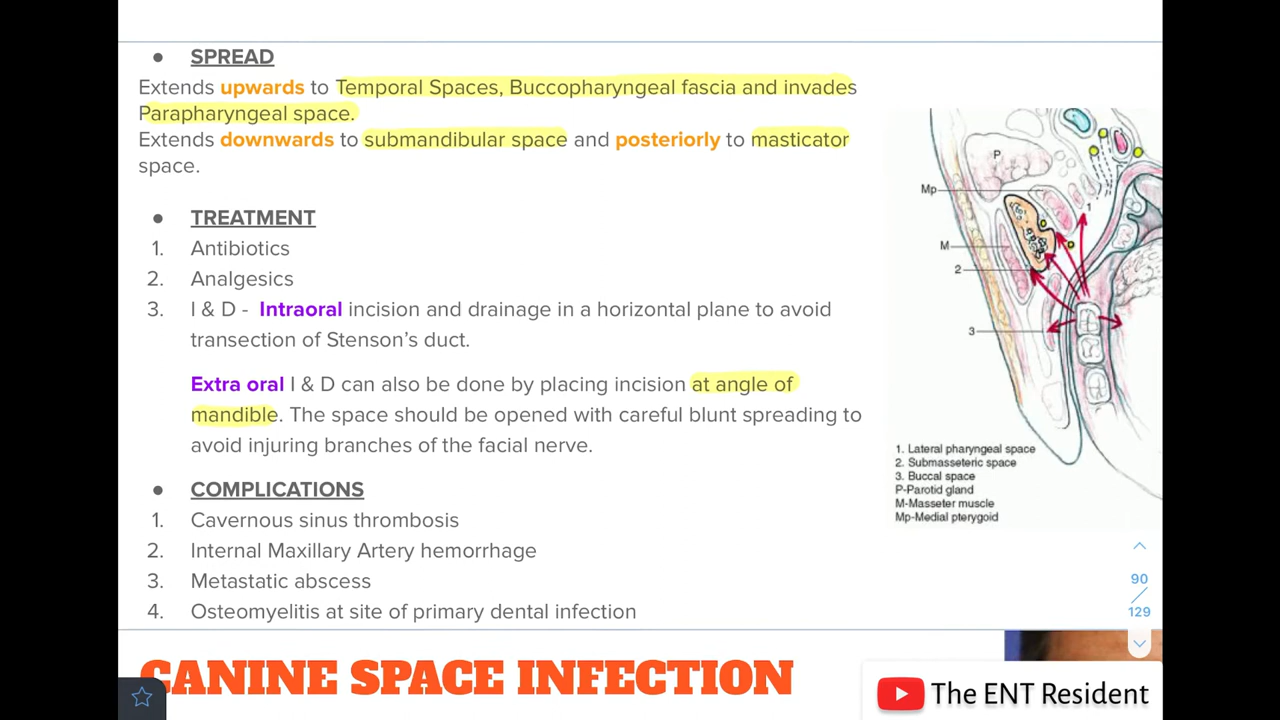 ● SPREAD
Extends upwards to Temporal Spaces, Buccopharyngeal fascia and invades
Parapharyngeal space.
Extends downwards to submandibular space and posteriorly to masticator
space.
● TREATMENT
1. Antibiotics
2. Analgesics
3. I & D - Intraoral incision and drainage in a horizontal plane to avoid
transection of Stenson’s duct.
Extra oral I & D can also be done by placing incision at angle of
mandible. The space should be opened with careful blunt spreading to
avoid injuring branches of the facial nerve.
● COMPLICATIONS
1. Cavernous sinus thrombosis
2. Internal Maxillary Artery hemorrhage
3. Metastatic abscess
4. Osteomyelitis at site of primary dental infection
P
Mp
1
M
2
3
1. Lateral pharyngeal space
2. Submasseteric space
3. Buccal space
P-Parotid gland
M-Masseter muscle
Mp-Medial pterygoid
90
/
129
CANINE SPACE INFECTION
The ENT Resident